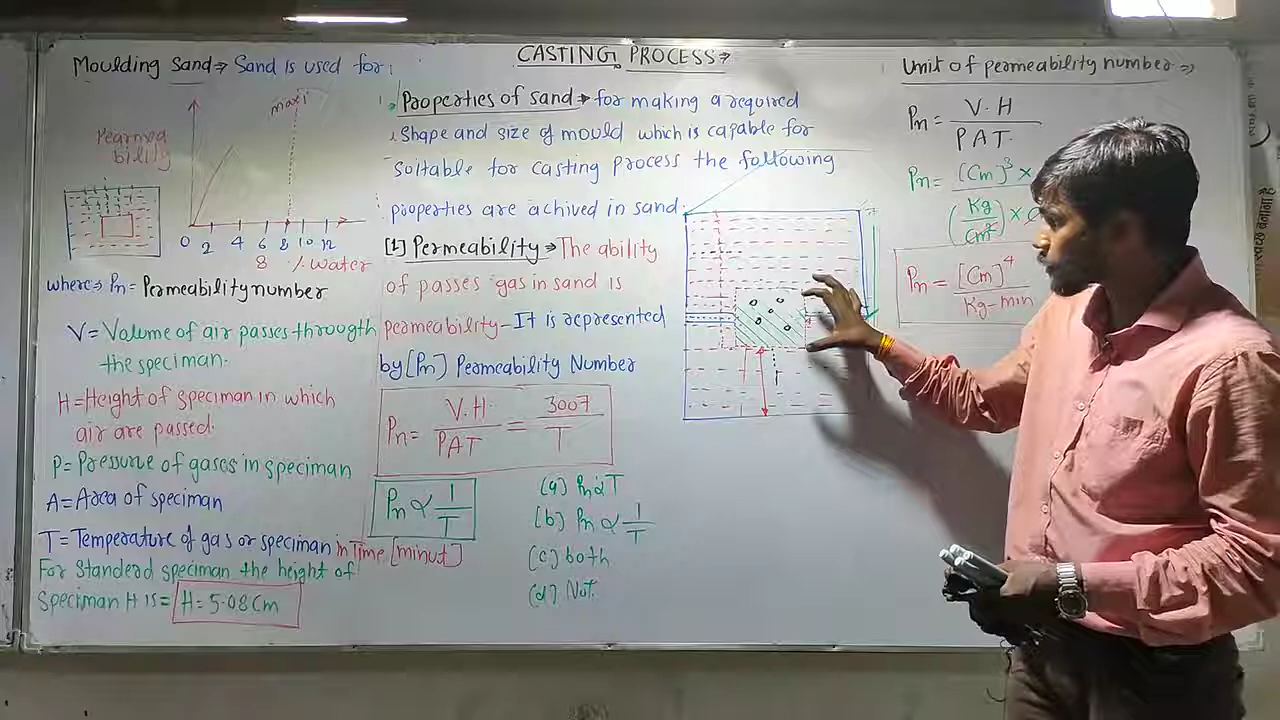 CASTING PROCESS⇒
Moulding Sand⇒ Sand is used for
maxi
Pearmea
bility
0 2 4 6 8 10 12
8 % Water
where⇒ Pn = Permeability number
V = Volume of air passes through
the speciman.
H = Height of speciman in which
air are passed.
P = Pressure of gases in speciman
A = Area of speciman
T = Temperature of gas or speciman in Time [minut]
For Standerd speciman the height of
Speciman H is = H = 5.08 Cm
Properties of sand → for making a required
Shape and size of mould which is capable for
Suitable for casting process the following
properties are achived in sand.
[1] Permeability → The ability
of passes gas in sand is
permeability - It is represented
by [Pn] Permeability Number
Pn = V.H / PAT = 3007 / T
Pn ∝ 1 / T
(a) Pn ∝ T
(b) Pn ∝ 1 / T
(c) both
(d) Not.
Unit of permeability number ⇒
Pn = V.H / PAT.
Pn = [Cm]³ ×
(Kg / Cm²) ×
Pn = [Cm]⁴ / Kg-min